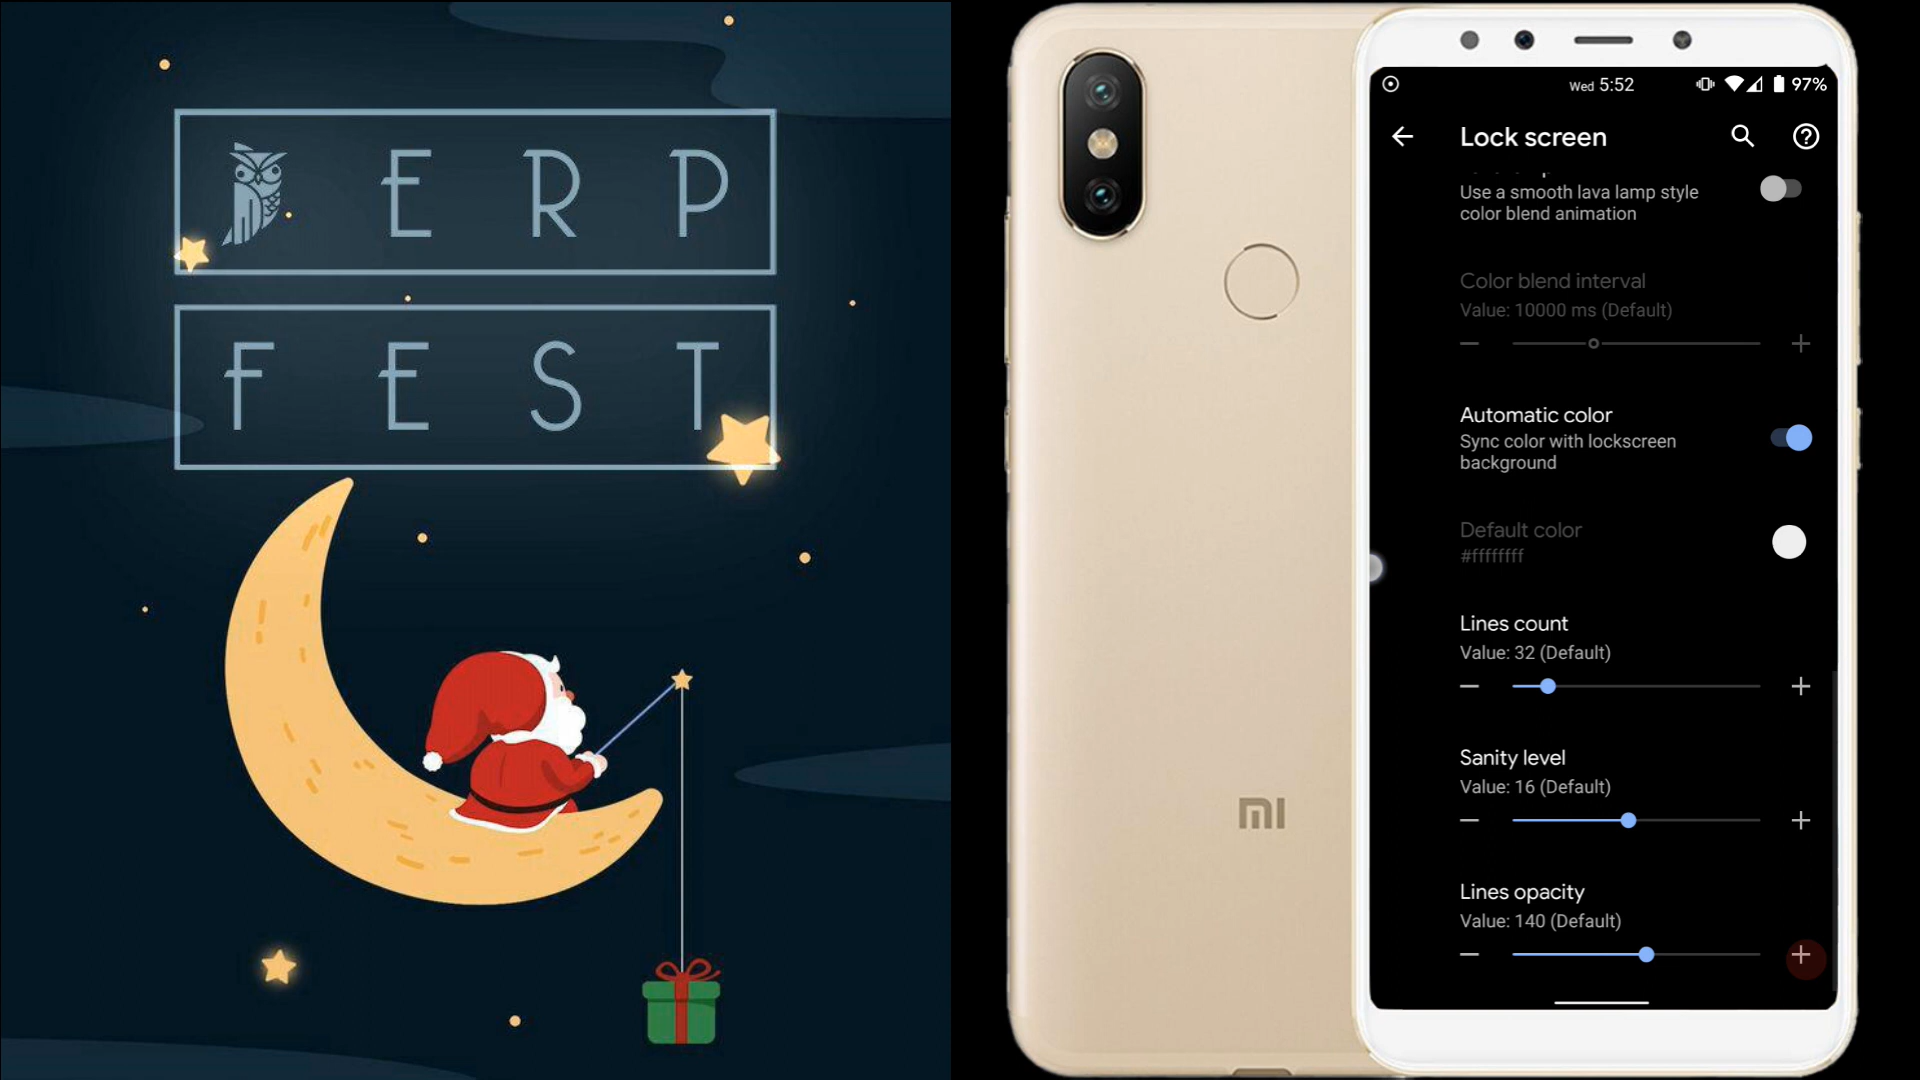 ERP
FEST
MI
Wed 5:52
97%
Lock screen
Use a smooth lava lamp style
color blend animation
Color blend interval
Value: 10000 ms (Default)
Automatic color
Sync color with lockscreen
background
Default color
#ffffffff
Lines count
Value: 32 (Default)
Sanity level
Value: 16 (Default)
Lines opacity
Value: 140 (Default)